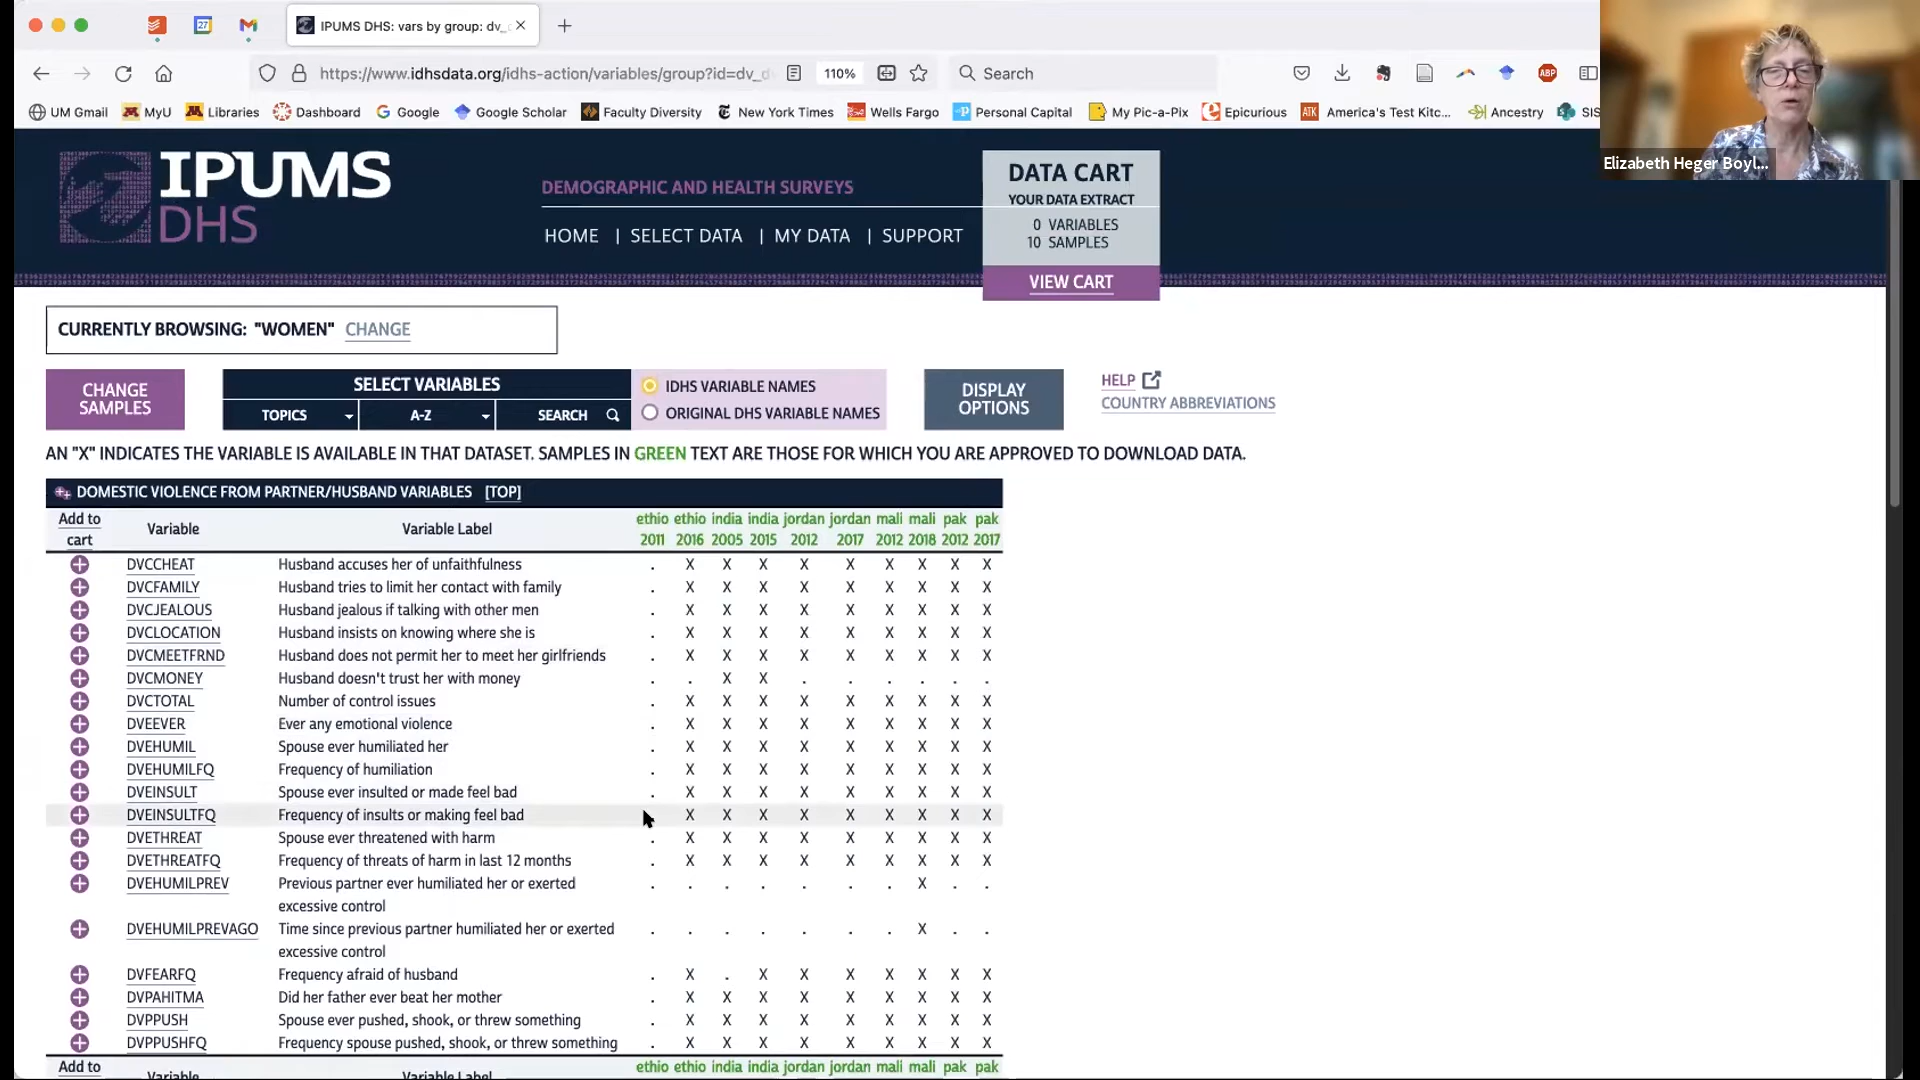 27
IPUMS DHS: vars by group: dv_
https://www.idhsdata.org/idhs-action/variables/group?id=dv_d
110%
Search
ABP
UM Gmail MyU Libraries Dashboard Google Google Scholar Faculty Diversity New York Times Wells Fargo Personal Capital My Pic-a-Pix Epicurious ATK America's Test Kitc... Ancestry SIS
Elizabeth Heger Boyl...
IPUMS
DHS
DEMOGRAPHIC AND HEALTH SURVEYS
HOME | SELECT DATA | MY DATA | SUPPORT
DATA CART
YOUR DATA EXTRACT
0 VARIABLES
10 SAMPLES
VIEW CART
CURRENTLY BROWSING: "WOMEN" CHANGE
CHANGE
SAMPLES
SELECT VARIABLES
TOPICS A-Z SEARCH
IDHS VARIABLE NAMES
ORIGINAL DHS VARIABLE NAMES
DISPLAY
OPTIONS
HELP
COUNTRY ABBREVIATIONS
AN "X" INDICATES THE VARIABLE IS AVAILABLE IN THAT DATASET. SAMPLES IN GREEN TEXT ARE THOSE FOR WHICH YOU ARE APPROVED TO DOWNLOAD DATA.
DOMESTIC VIOLENCE FROM PARTNER/HUSBAND VARIABLES [TOP]
Add to Variable Variable Label ethio ethio india india jordan jordan mali mali pak pak
cart 2011 2016 2005 2015 2012 2017 2012 2018 2012 2017
DVCCHEAT Husband accuses her of unfaithfulness . X X X X X X X X X
DVCFAMILY Husband tries to limit her contact with family . X X X X X X X X X
DVCJEALOUS Husband jealous if talking with other men . X X X X X X X X X
DVCLOCATION Husband insists on knowing where she is . X X X X X X X X X
DVCMEETFRND Husband does not permit her to meet her girlfriends . X X X X X X X X X
DVCMONEY Husband doesn't trust her with money . . X X . . . . . .
DVCTOTAL Number of control issues . X X X X X X X X X
DVEEVER Ever any emotional violence . X X X X X X X X X
DVEHUMIL Spouse ever humiliated her . X X X X X X X X X
DVEHUMILFQ Frequency of humiliation . X X X X X X X X X
DVEINSULT Spouse ever insulted or made feel bad . X X X X X X X X X
DVEINSULTFQ Frequency of insults or making feel bad X X X X X X X X X
DVETHREAT Spouse ever threatened with harm . X X X X X X X X X
DVETHREATFQ Frequency of threats of harm in last 12 months . X X X X X X X X X
DVEHUMILPREV Previous partner ever humiliated her or exerted . . . . . . . X . .
excessive control
DVEHUMILPREVAGO Time since previous partner humiliated her or exerted . . . . . . . X . .
excessive control
DVFEARFQ Frequency afraid of husband . X . X X X X X X X
DVPAHITMA Did her father ever beat her mother . X X X X X X X X X
DVPPUSH Spouse ever pushed, shook, or threw something . X X X X X X X X X
DVPPUSHFQ Frequency spouse pushed, shook, or threw something . X X X X X X X X X
Add to Variable Variable Label ethio ethio india india jordan jordan mali mali pak pak